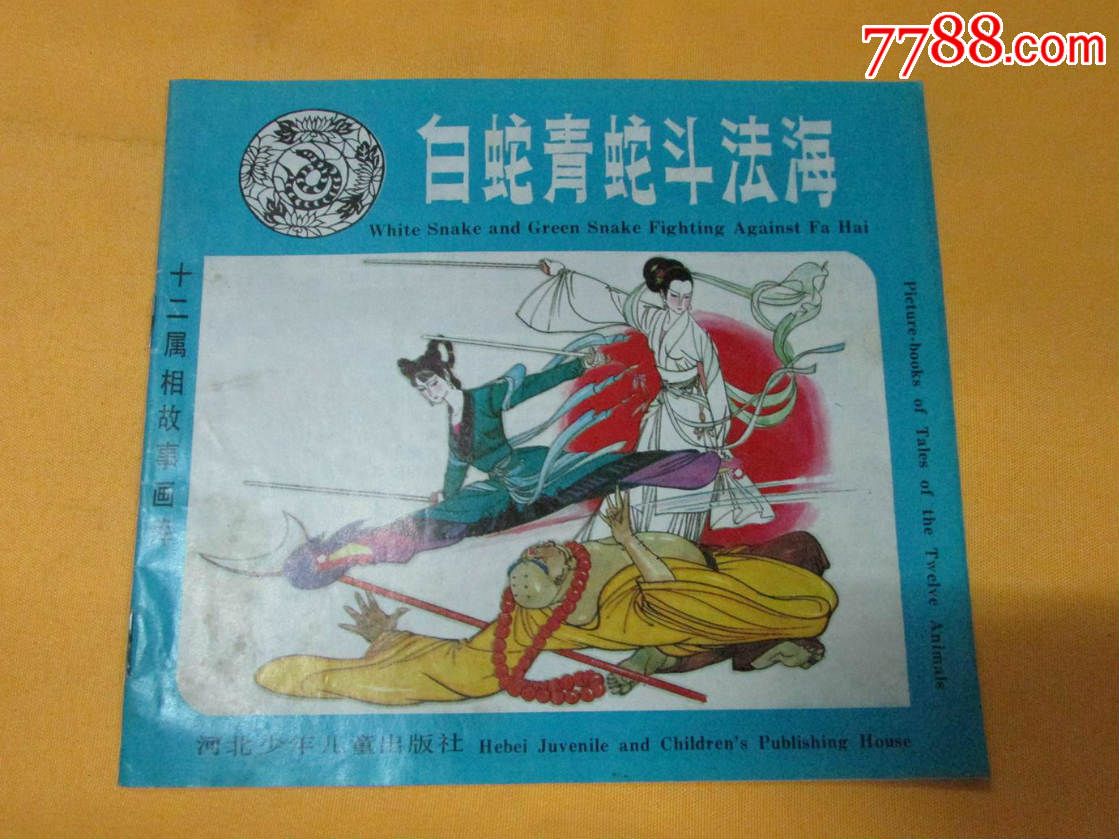 7788.com
白蛇青蛇斗法海
White Snake and Green Snake Fighting Against Fa Hai
十二属相故事画
Picture-books of Tales of the Twelve Animals
河北少年儿童出版社 Hebei Juvenile and Children's Publishing House